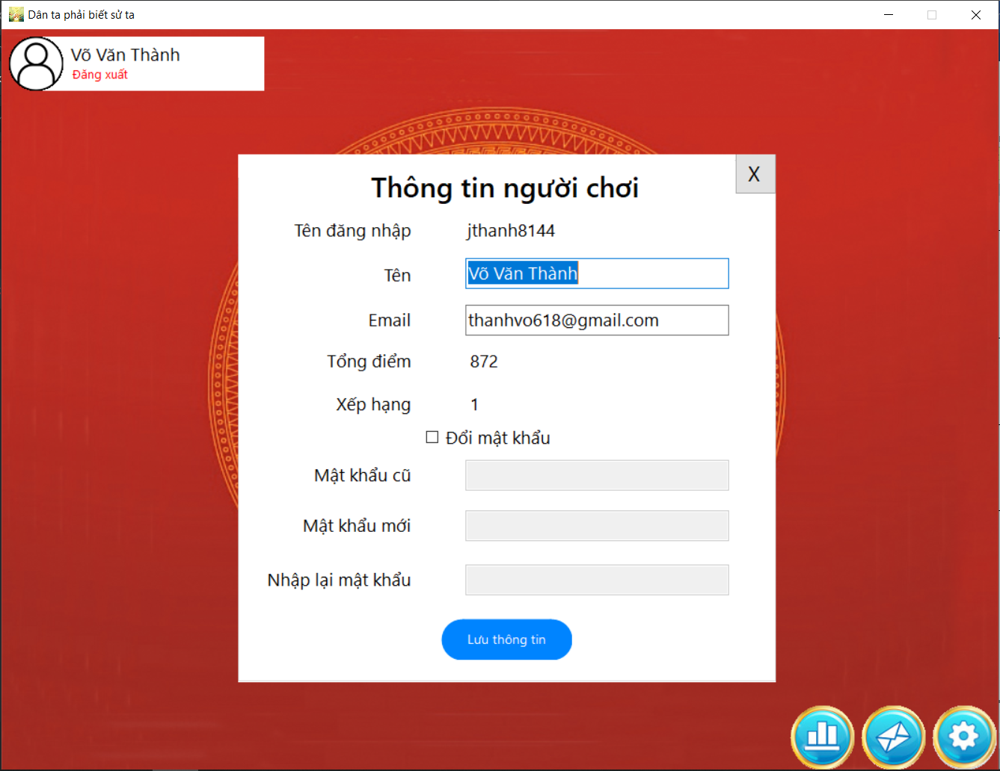 Dân ta phải biết sử ta
Võ Văn Thành
Đăng xuất
X
Thông tin người chơi
Tên đăng nhập jthanh8144
Tên Võ Văn Thành
Email thanhvo618@gmail.com
Tổng điểm 872
Xếp hạng 1
Đổi mật khẩu
Mật khẩu cũ
Mật khẩu mới
Nhập lại mật khẩu
Lưu thông tin